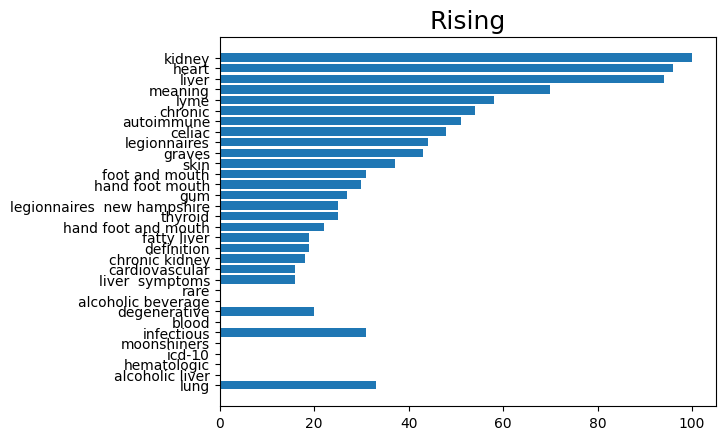 Rising
kidney
heart
liver
meaning
lyme
chronic
autoimmune
celiac
legionnaires
graves
skin
foot and mouth
hand foot mouth
gum
legionnaires  new hampshire
thyroid
hand foot and mouth
fatty liver
definition
chronic kidney
cardiovascular
liver  symptoms
rare
alcoholic beverage
degenerative
blood
infectious
moonshiners
icd-10
hematologic
alcoholic liver
lung
0 20 40 60 80 100